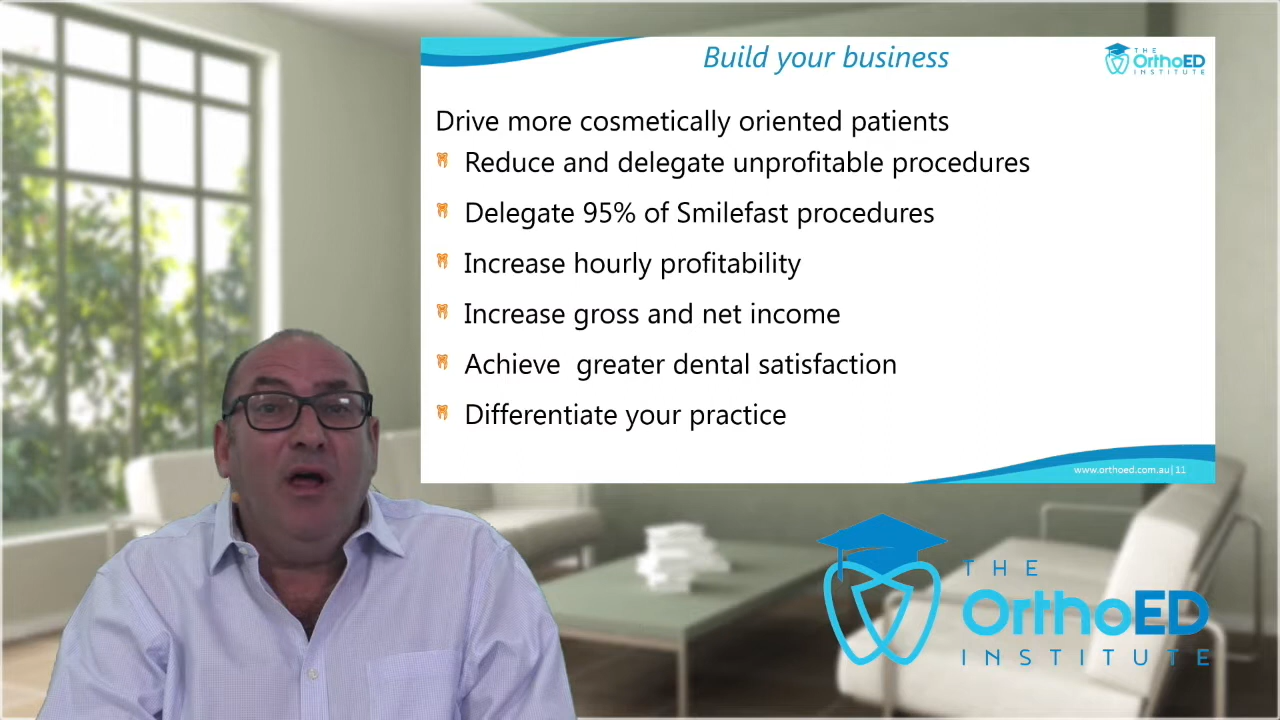 Build your business
THE
OrthoED
INSTITUTE
Drive more cosmetically oriented patients
Reduce and delegate unprofitable procedures
Delegate 95% of Smilefast procedures
Increase hourly profitability
Increase gross and net income
Achieve  greater dental satisfaction
Differentiate your practice
www.orthoed.com.au| 11
THE
OrthoED
INSTITUTE